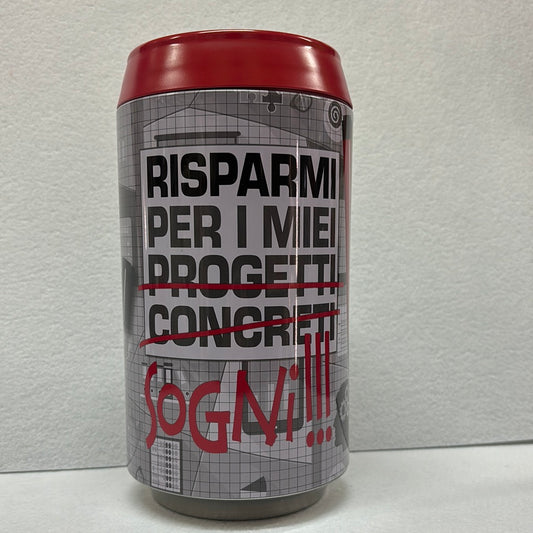 RISPARMI
PER I MIEI
PROGETTI
CONCRETI
SOGNi!!!